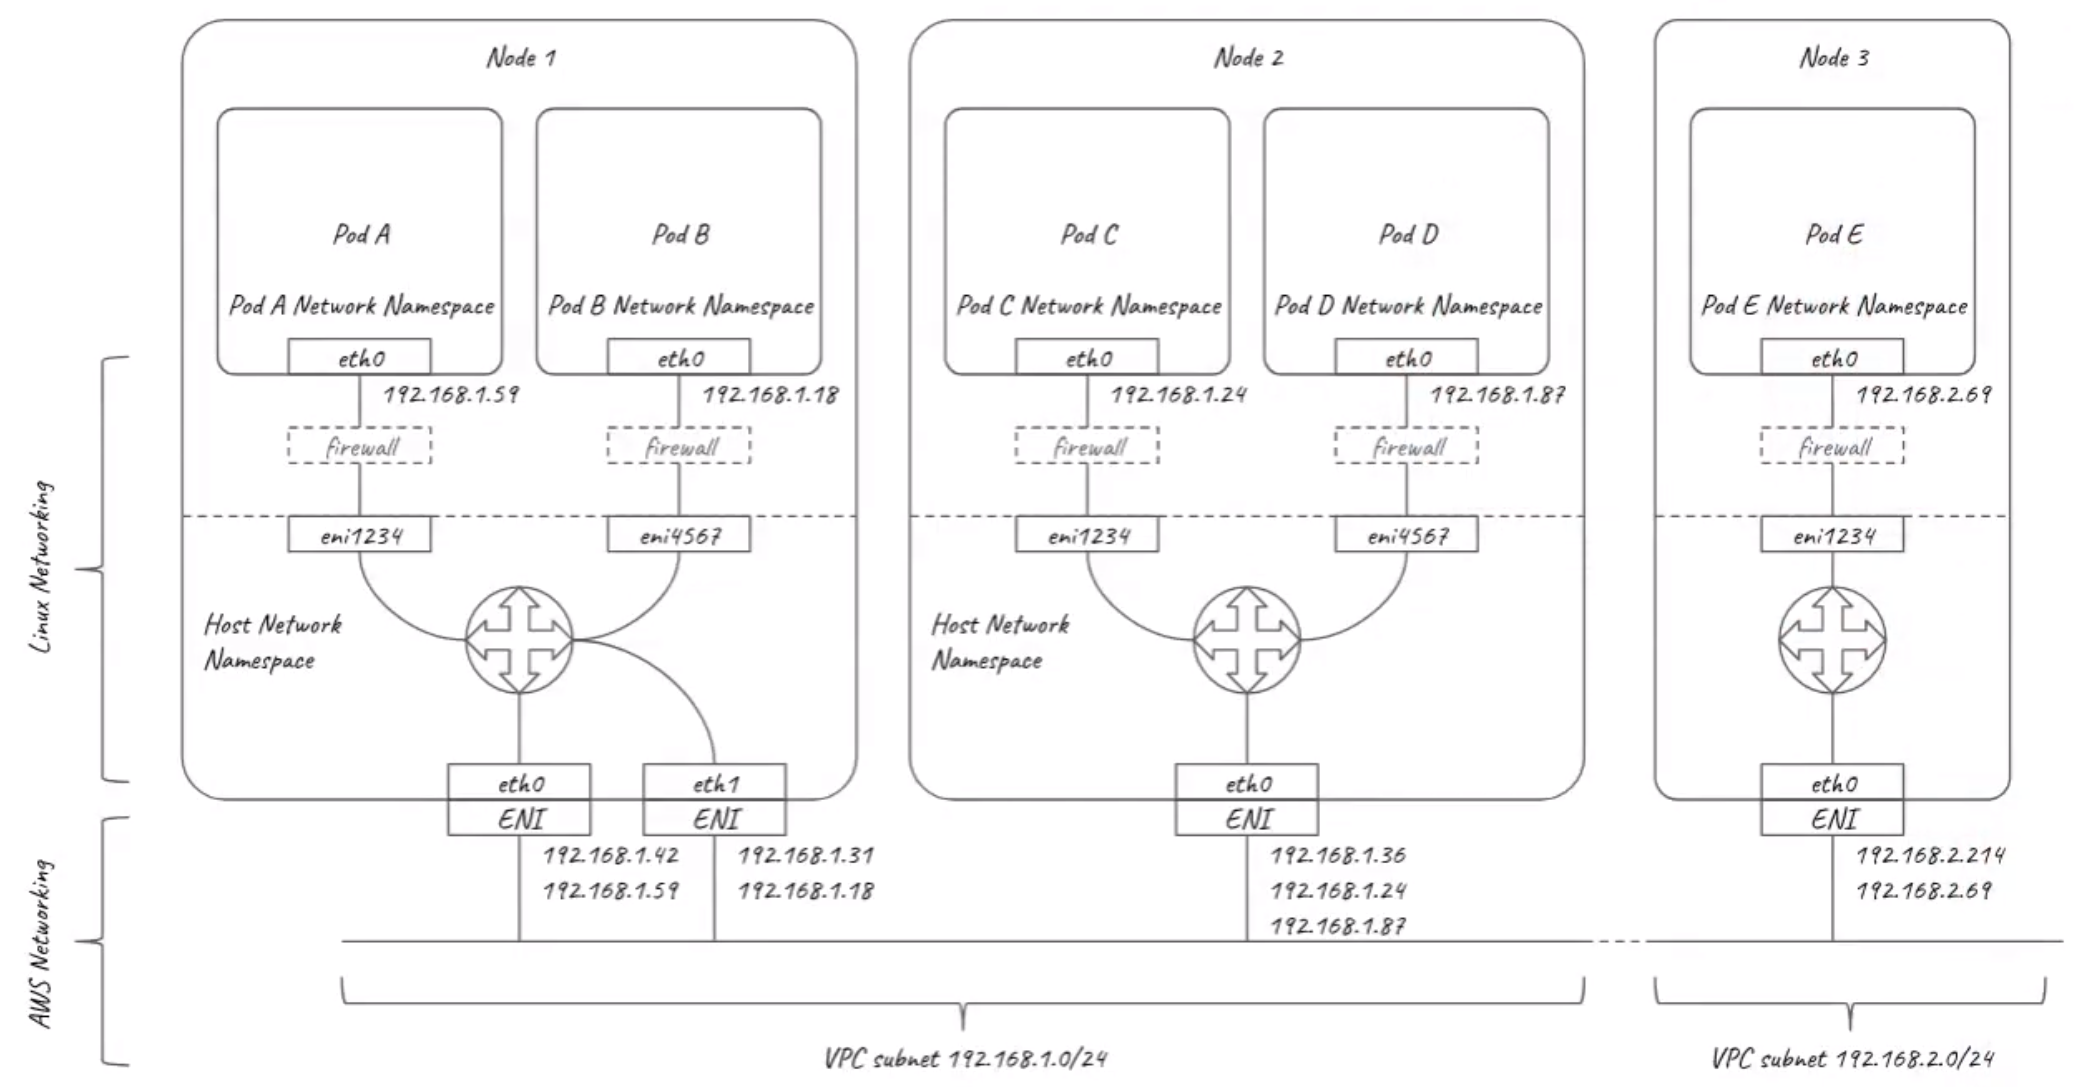 Node 1
Pod A
Pod A Network Namespace
eth0
192.168.1.59
firewall
eni1234
Pod B
Pod B Network Namespace
eth0
192.168.1.18
firewall
eni4567
Host Network
Namespace
eth0
ENI
192.168.1.42
192.168.1.59
eth1
ENI
192.168.1.31
192.168.1.18
Node 2
Pod C
Pod C Network Namespace
eth0
192.168.1.24
firewall
eni1234
Pod D
Pod D Network Namespace
eth0
192.168.1.87
firewall
eni4567
Host Network
Namespace
eth0
ENI
192.168.1.36
192.168.1.24
192.168.1.87
Node 3
Pod E
Pod E Network Namespace
eth0
192.168.2.69
firewall
eni1234
eth0
ENI
192.168.2.214
192.168.2.69
Linux Networking
AWS Networking
VPC subnet 192.168.1.0/24
VPC subnet 192.168.2.0/24